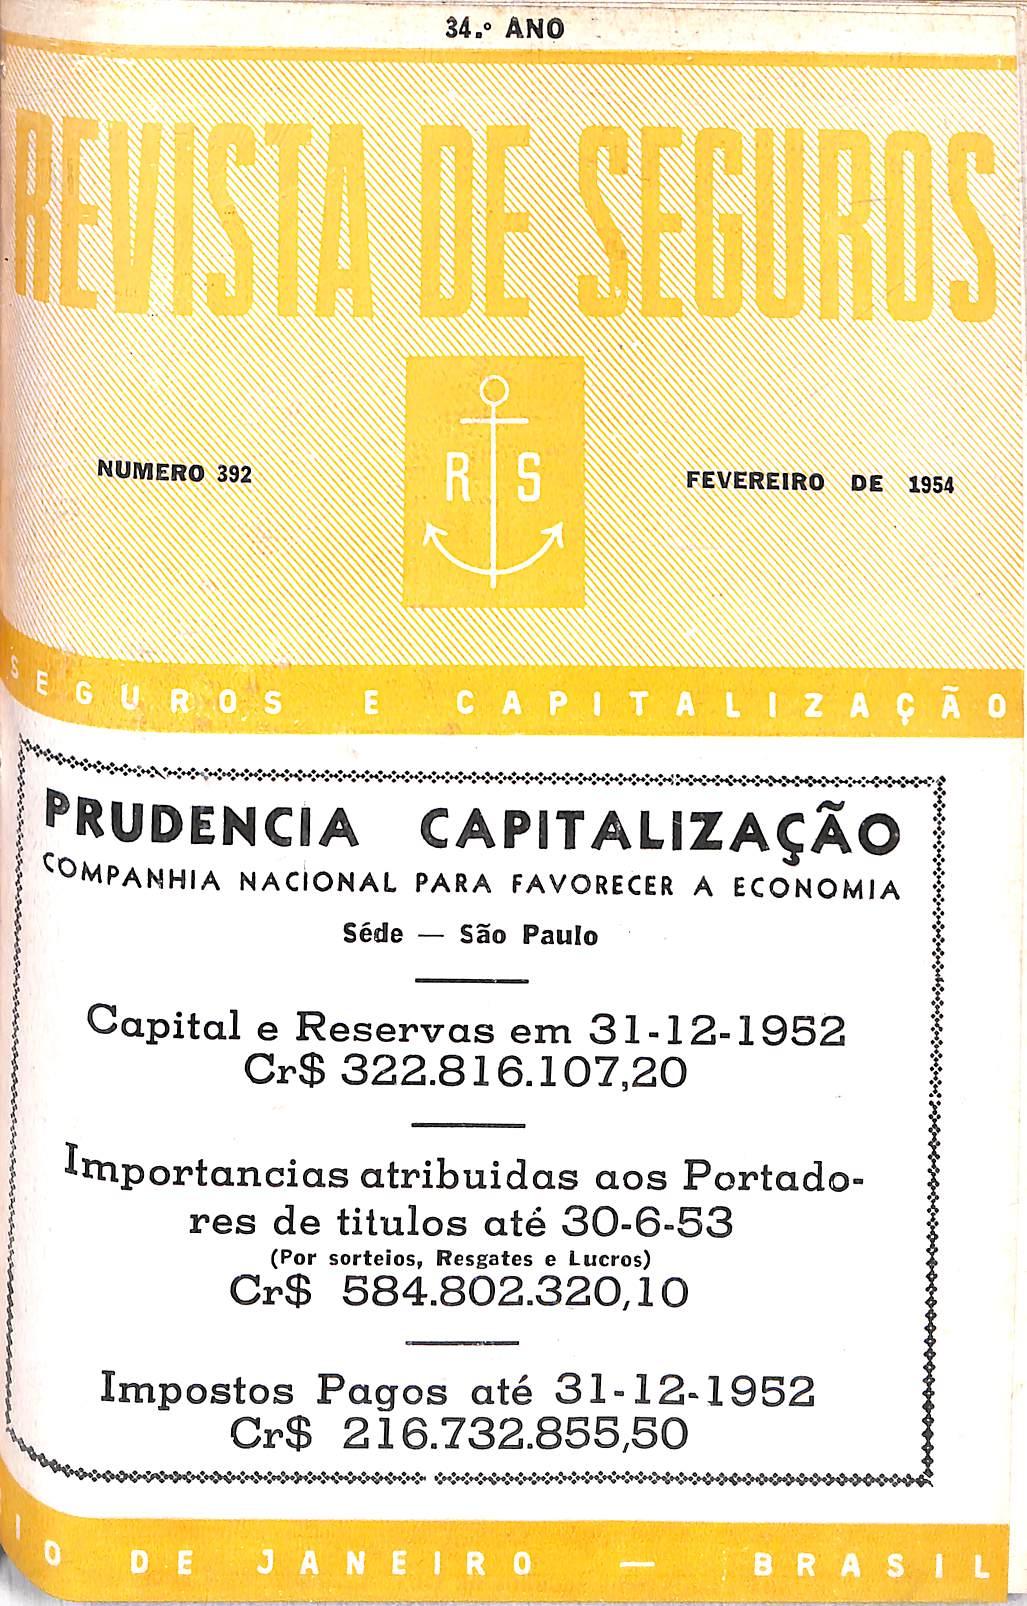 34.º ANO
REVISTA DE SEGUROS
R S
NUMERO 392
FEVEREIRO DE 1954
SEGUROS E CAPITALIZAÇÃO
PRUDENCIA CAPITALIZAÇÃO
COMPANHIA NACIONAL PARA FAVORECER A ECONOMIA
Séde — São Paulo
Capital e Reservas em 31-12-1952
Cr$ 322.816.107,20
Importancias atribuidas aos Portado-
res de titulos até 30-6-53
(Por sorteios, Resgates e Lucros)
Cr$ 584.802.320,10
Impostos Pagos até 31-12-1952
Cr$ 216.732.855,50
IO DE JANEIRO — BRASIL